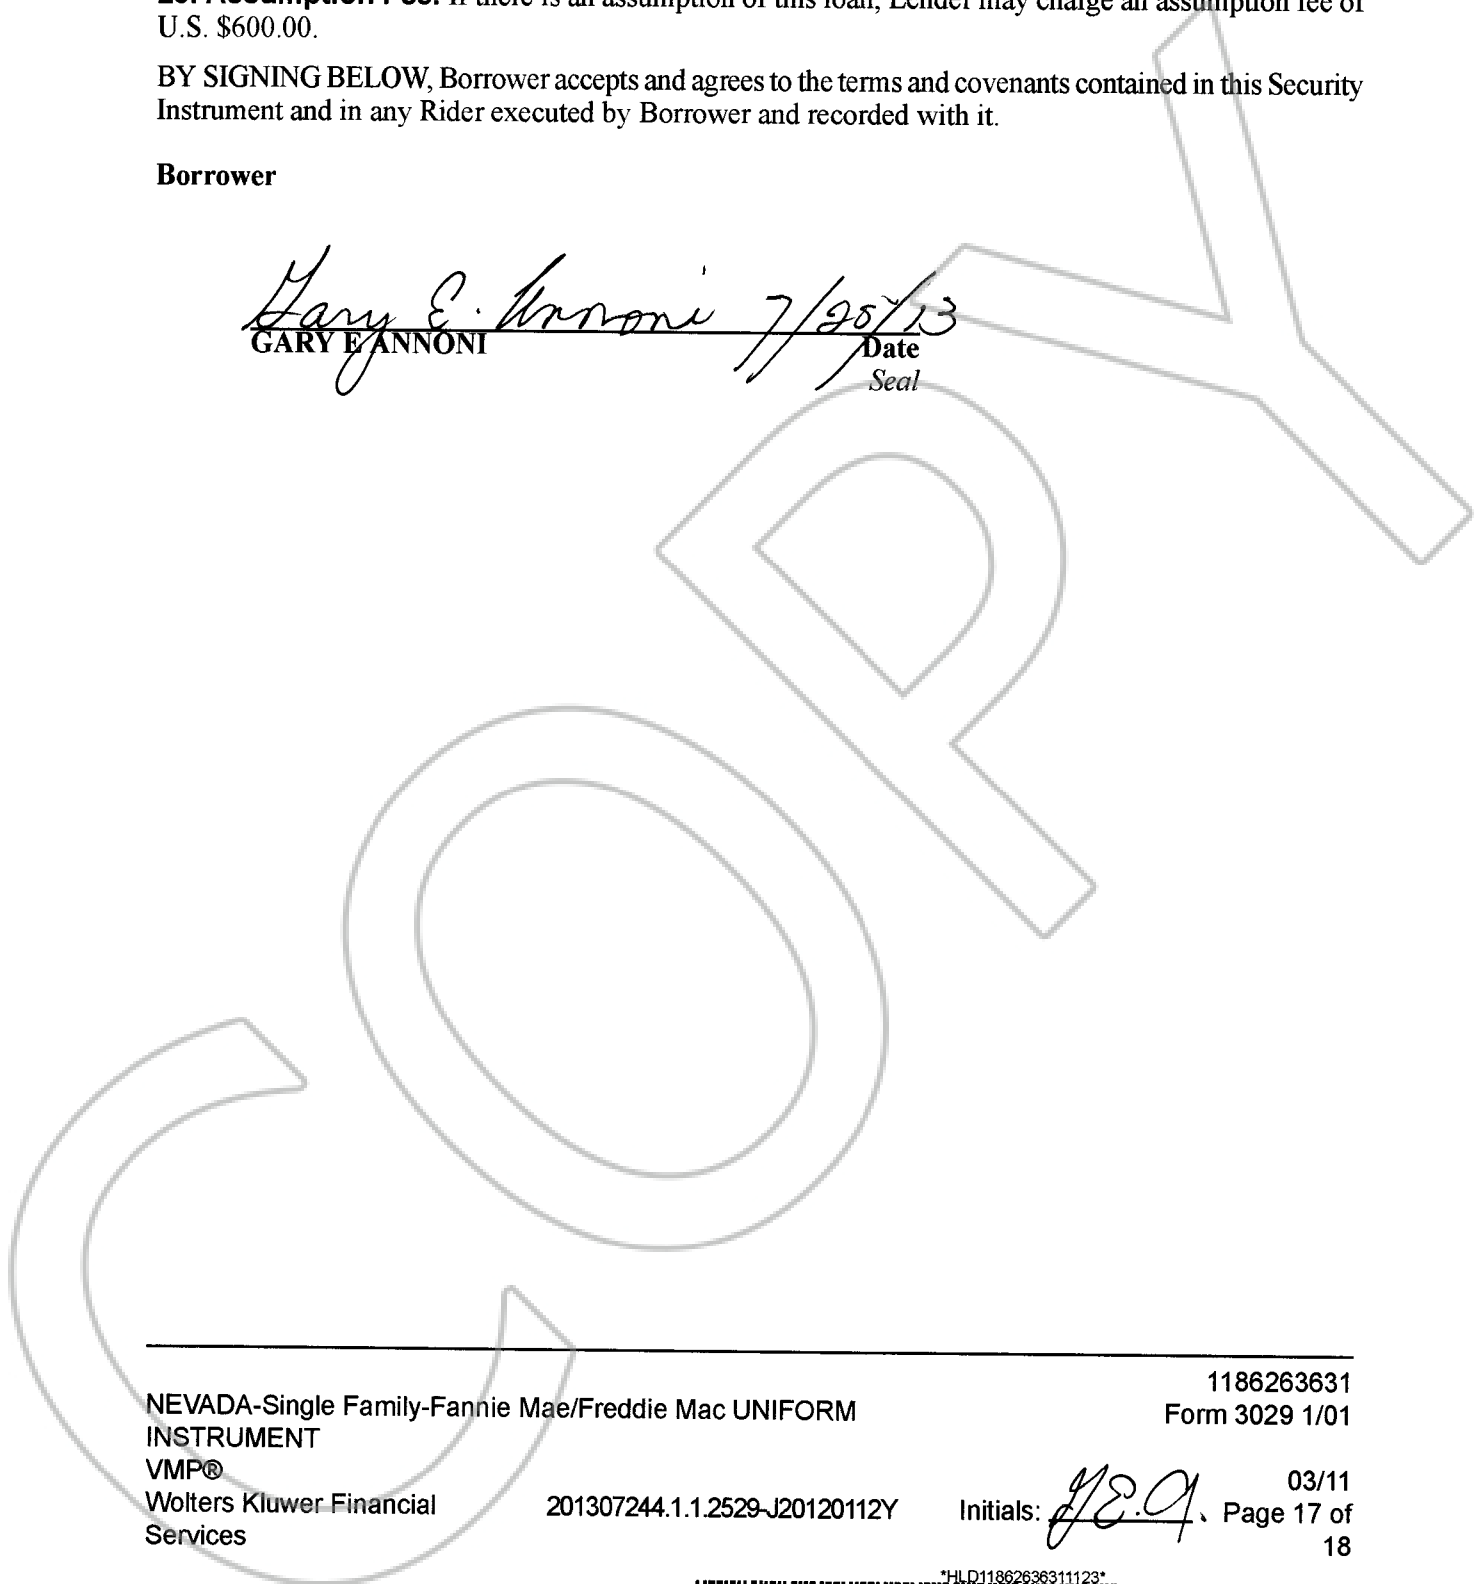 26. Assumption Fee. If there is an assumption of this loan, Lender may charge an assumption fee of
U.S. $600.00.
BY SIGNING BELOW, Borrower accepts and agrees to the terms and covenants contained in this Security
Instrument and in any Rider executed by Borrower and recorded with it.
Borrower
Gary E. Annoni 7/25/13
GARY E ANNONI Date
Seal
COPY
1186263631
NEVADA-Single Family-Fannie Mae/Freddie Mac UNIFORM Form 3029 1/01
INSTRUMENT
VMP® 03/11
Wolters Kluwer Financial 201307244.1.1.2529-J20120112Y Initials: G.E.A. Page 17 of
Services 18
*HLD11862636311123*